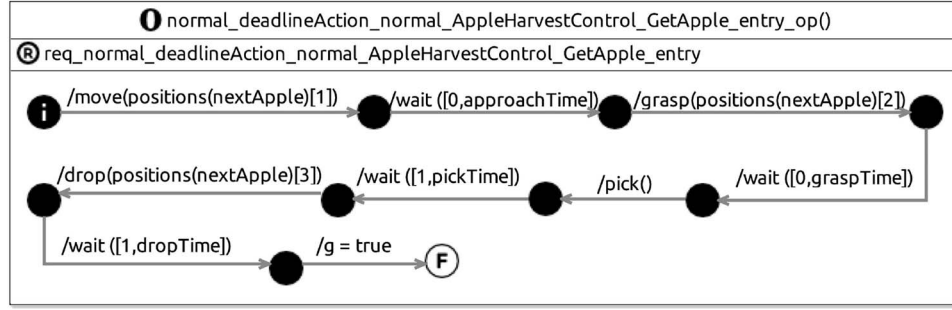 O normal_deadlineAction_normal_AppleHarvestControl_GetApple_entry_op()
R req_normal_deadlineAction_normal_AppleHarvestControl_GetApple_entry
i /move(positions(nextApple)[1]) /wait ([0,approachTime]) /grasp(positions(nextApple)[2])
/drop(positions(nextApple)[3]) /wait ([1,pickTime]) /pick() /wait ([0,graspTime])
/wait ([1,dropTime]) /g = true F